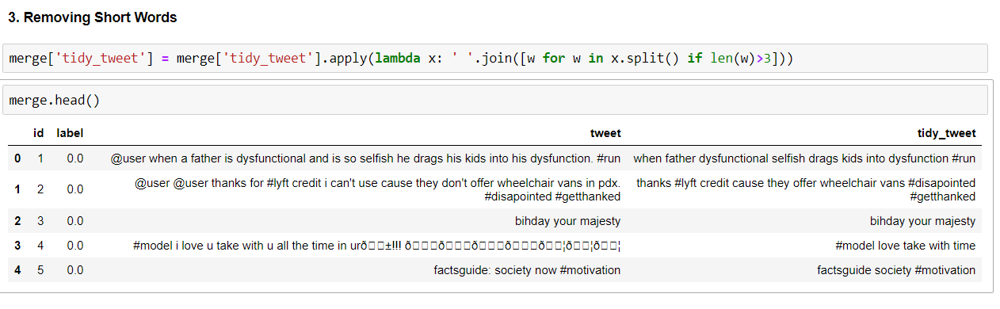 3. Removing Short Words
merge['tidy_tweet'] = merge['tidy_tweet'].apply(lambda x: ' '.join([w for w in x.split() if len(w)>3]))
merge.head()
id label tweet tidy_tweet
0 1 0.0 @user when a father is dysfunctional and is so selfish he drags his kids into his dysfunction. #run when father dysfunctional selfish drags kids into dysfunction #run
1 2 0.0 @user @user thanks for #lyft credit i can't use cause they don't offer wheelchair vans in pdx. thanks #lyft credit cause they offer wheelchair vans #disapointed
#disapointed #getthanked #getthanked
2 3 0.0 bihday your majesty bihday your majesty
3 4 0.0 #model i love u take with u all the time in urð□□±!!! ð□□□ð□□□ð□□□ð□□□ð□□¦ð□□¦ð□□¦ #model love take with time
4 5 0.0 factsguide: society now #motivation factsguide society #motivation